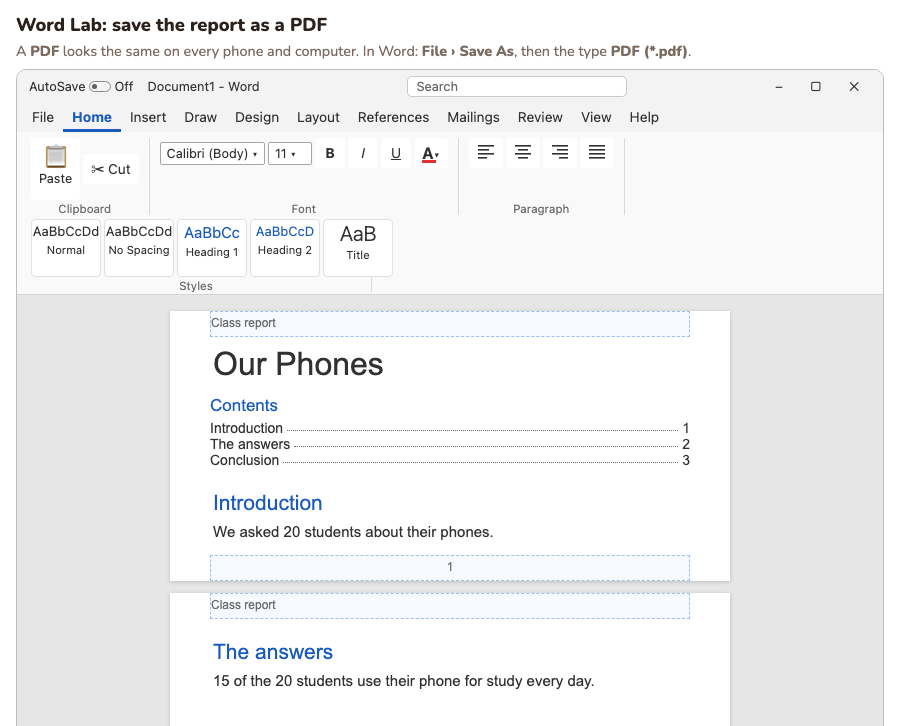 Word Lab: save the report as a PDF
A PDF looks the same on every phone and computer. In Word: File › Save As, then the type PDF (*.pdf).
AutoSave Off Document1 - Word Search
File Home Insert Draw Design Layout References Mailings Review View Help
Paste
Cut
Clipboard
Calibri (Body) 11 B I U A
Font
Paragraph
AaBbCcDd Normal
AaBbCcDd No Spacing
AaBbCc Heading 1
AaBbCcD Heading 2
AaB Title
Styles
Class report
Our Phones
Contents
Introduction 1
The answers 2
Conclusion 3
Introduction
We asked 20 students about their phones.
1
Class report
The answers
15 of the 20 students use their phone for study every day.